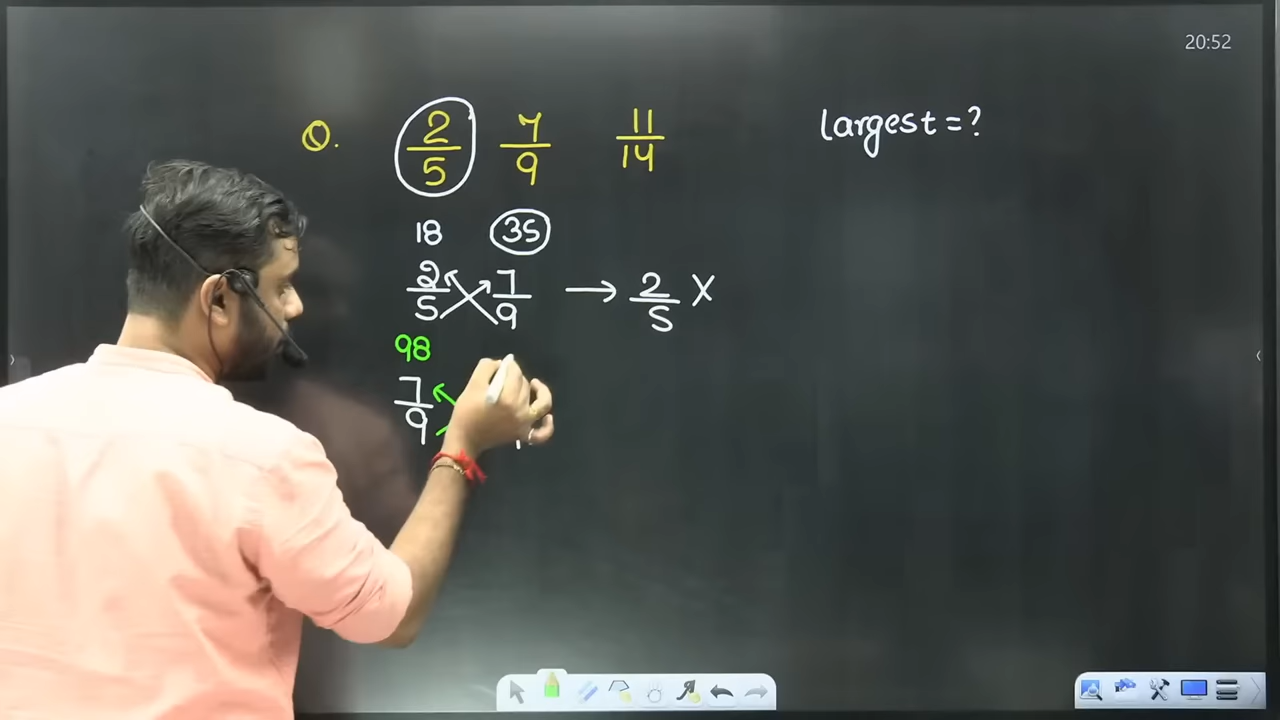 20:52
Q. 2/5 7/9 11/14 largest = ?
18 35
2/5 7/9 → 2/5 X
98
7/9